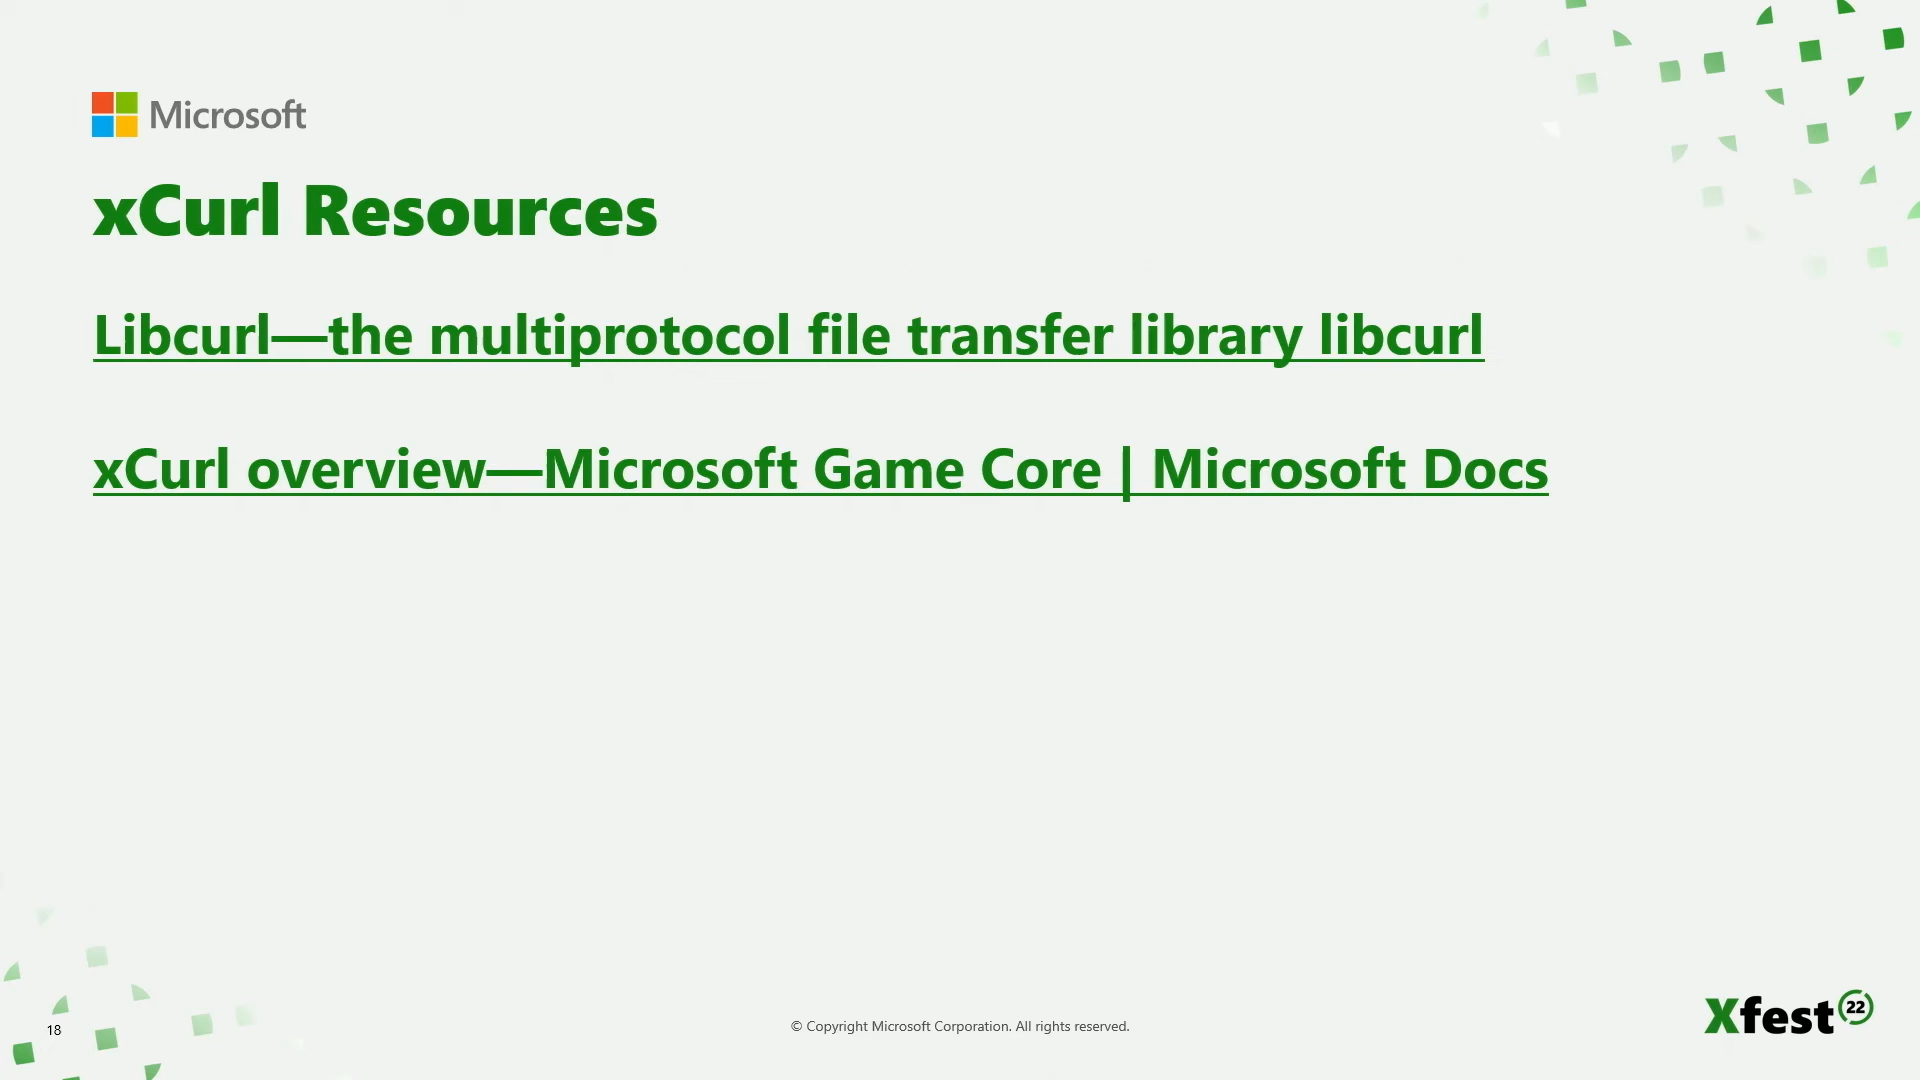 Microsoft
xCurl Resources
Libcurl—the multiprotocol file transfer library libcurl
xCurl overview—Microsoft Game Core | Microsoft Docs
18
© Copyright Microsoft Corporation. All rights reserved.
Xfest 22